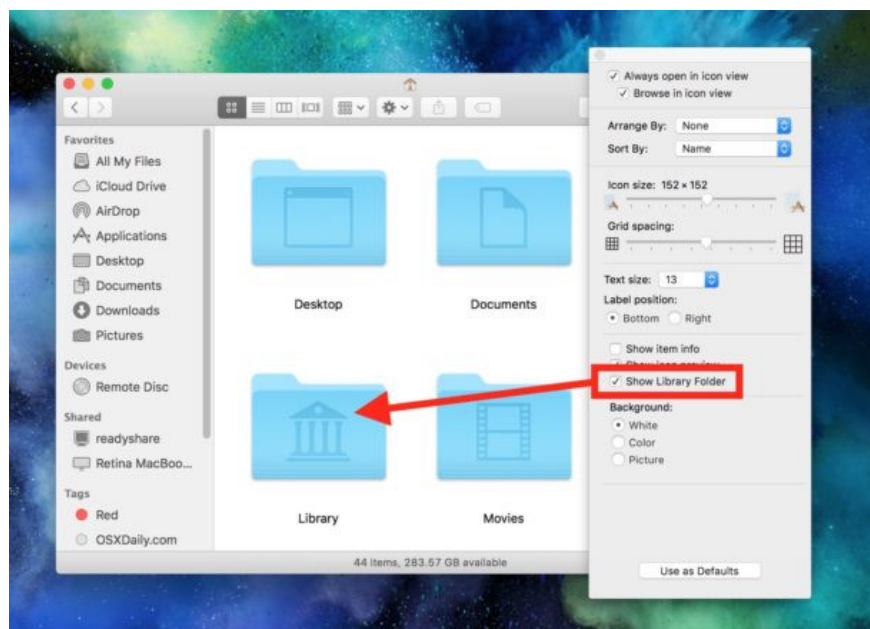 Favorites
All My Files
iCloud Drive
AirDrop
Applications
Desktop
Documents
Downloads
Pictures
Devices
Remote Disc
Shared
readyshare
Retina MacBoo...
Tags
Red
OSXDaily.com
Desktop
Documents
Library
Movies
44 items, 283.57 GB available
Always open in icon view
Browse in icon view
Arrange By: None
Sort By: Name
Icon size: 152 × 152
Grid spacing:
Text size: 13
Label position:
Bottom Right
Show item info
Show icon preview
Show Library Folder
Background:
White
Color
Picture
Use as Defaults